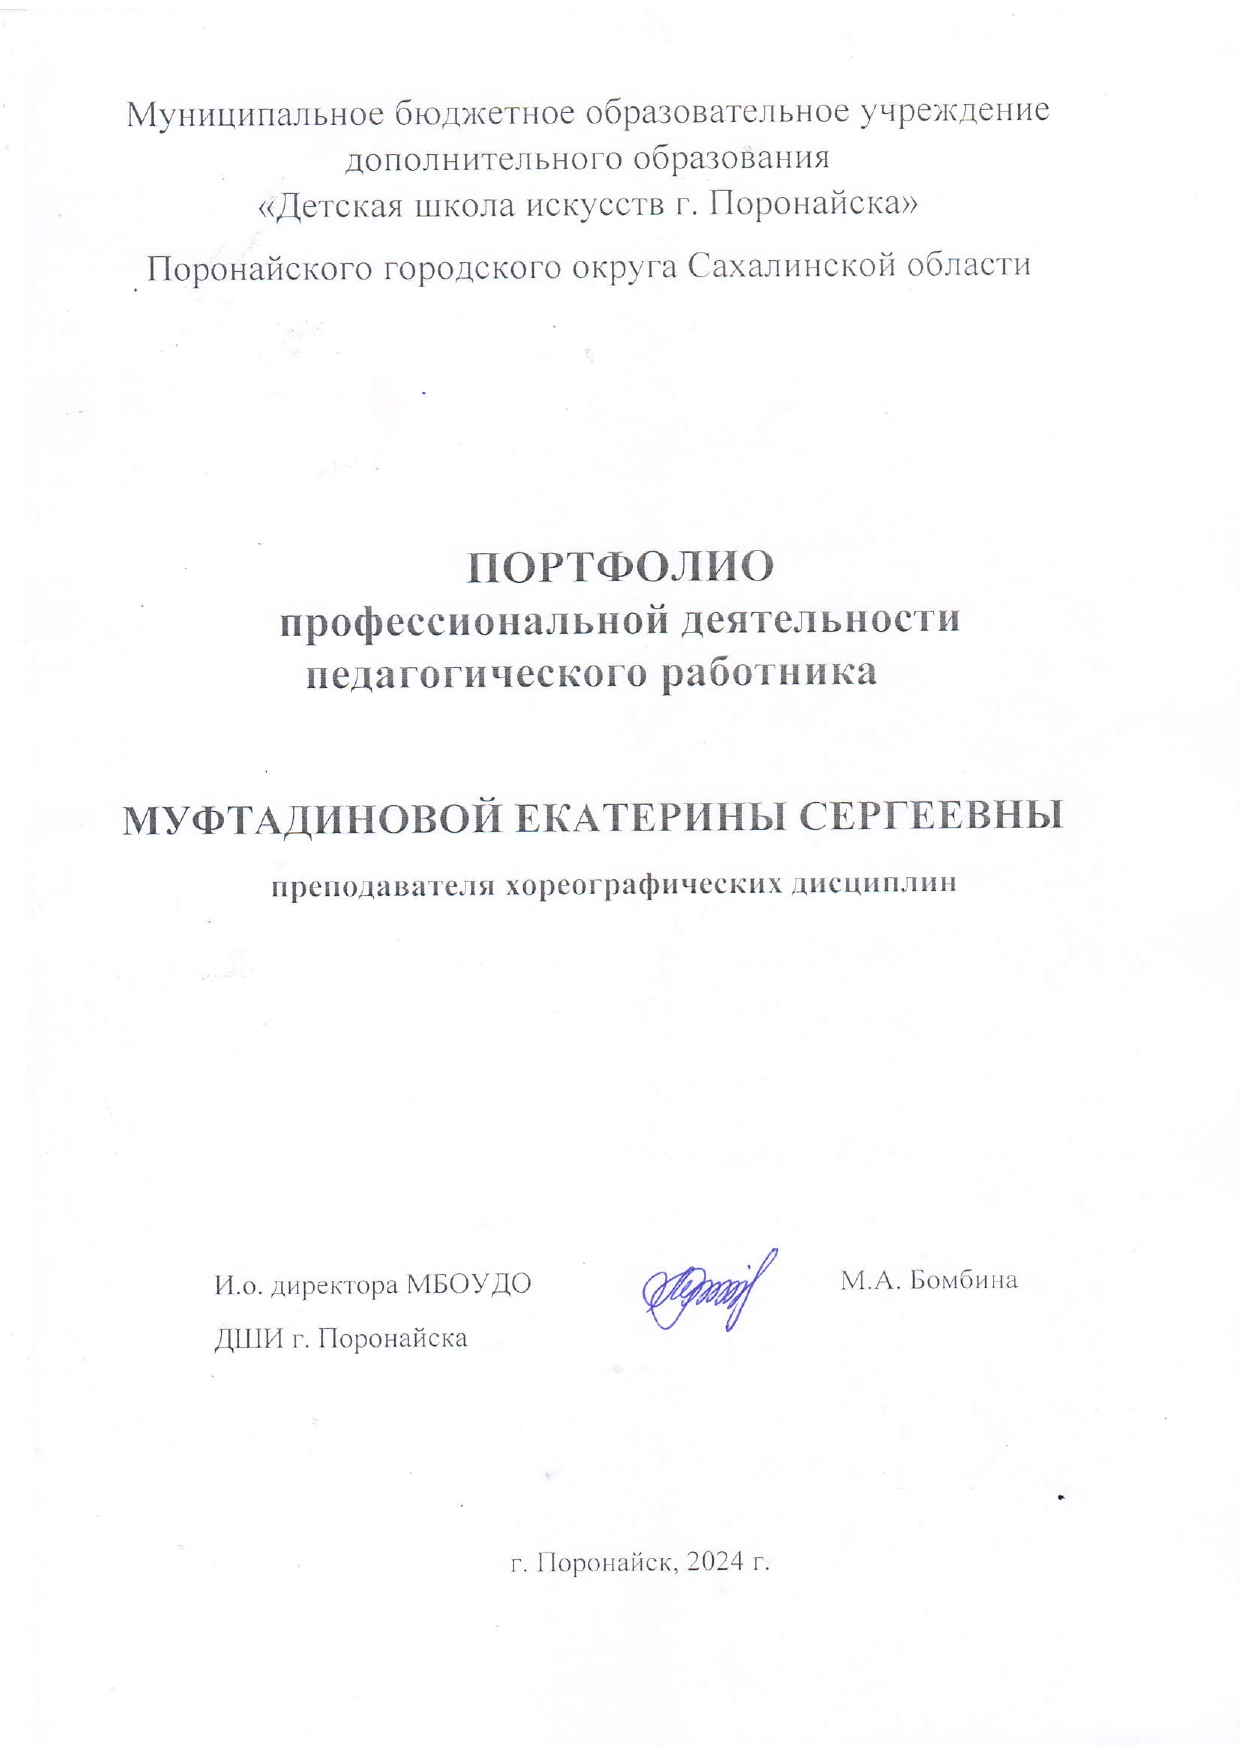 Муниципальное бюджетное образовательное учреждение
дополнительного образования
«Детская школа искусств г. Поронайска»
Поронайского городского округа Сахалинской области
ПОРТФОЛИО
профессиональной деятельности
педагогического работника
МУФТАДИНОВОЙ ЕКАТЕРИНЫ СЕРГЕЕВНЫ
преподавателя хореографических дисциплин
И.о. директора МБОУДО М.А. Бомбина
ДШИ г. Поронайска
г. Поронайск, 2024 г.